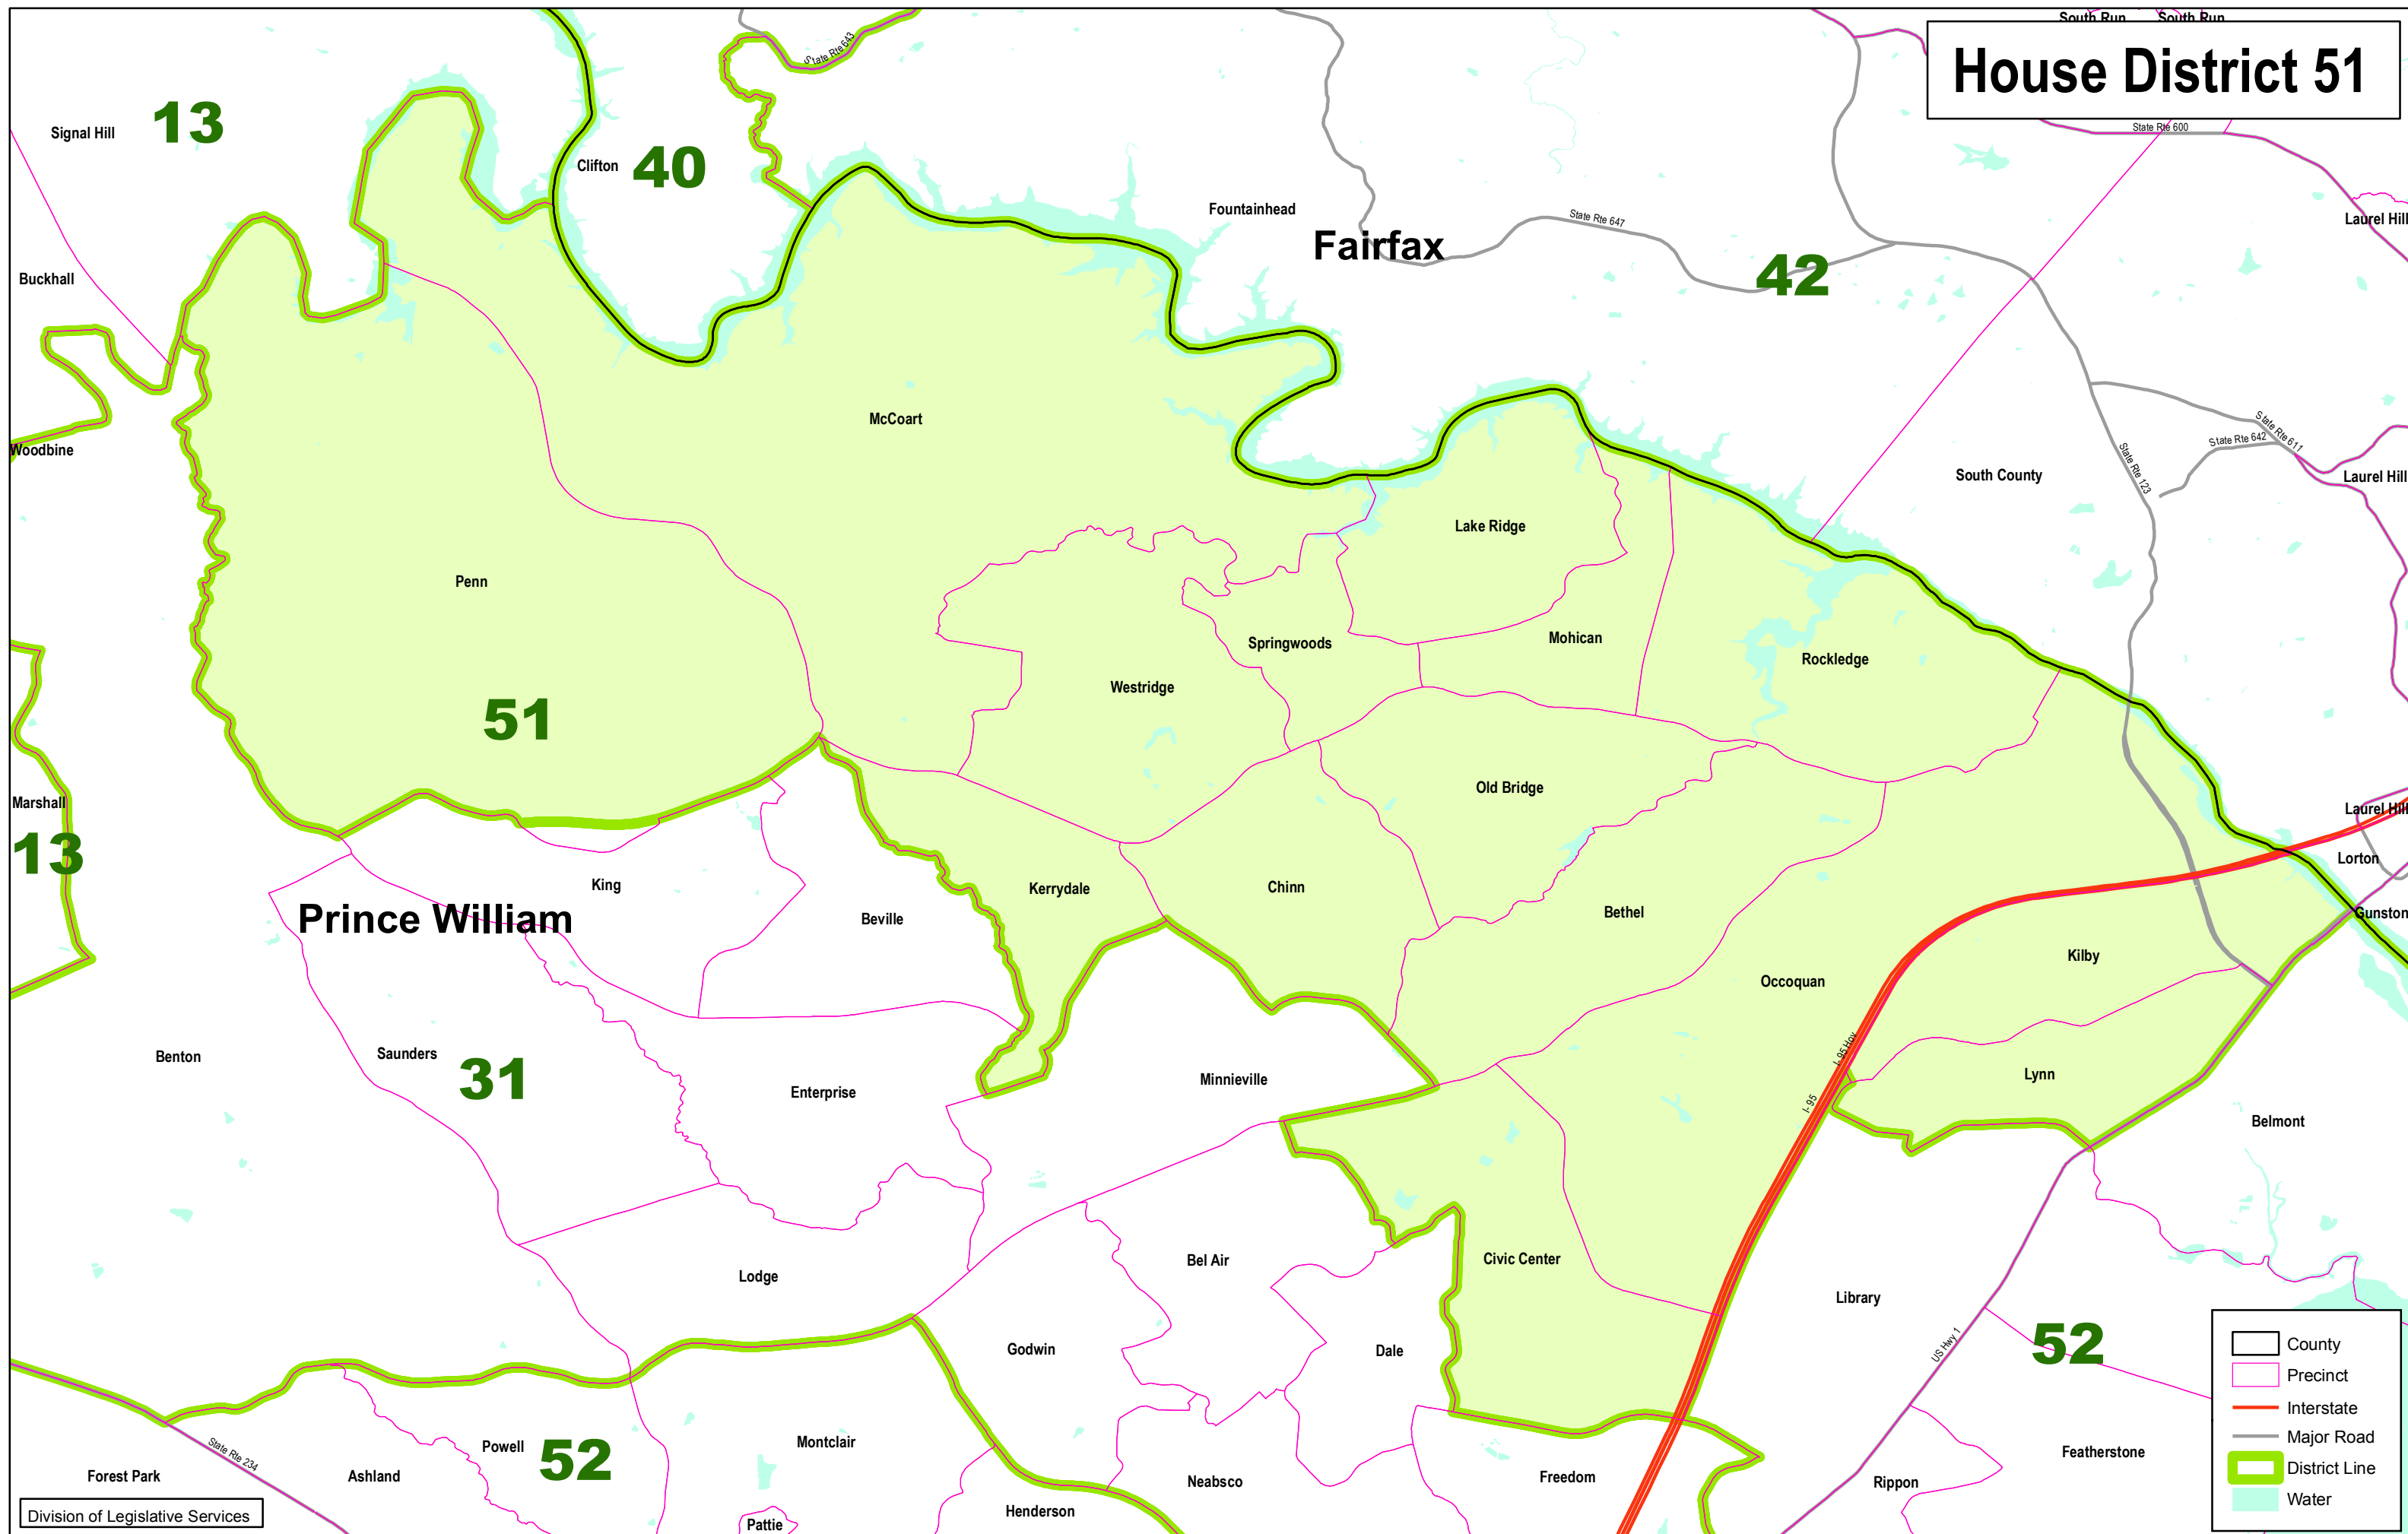 South Run
South Run
House District 51
State Rte 643
State Rte 600
Signal Hill
13
Clifton
40
Fountainhead
Fairfax
State Rte 647
Laurel Hill
42
Buckhall
McCoart
Woodbine
State Rte 611
State Rte 642
State Rte 123
South County
Laurel Hill
Lake Ridge
Penn
Springwoods
Mohican
Rockledge
Westridge
51
Old Bridge
Marshall
13
Laurel Hill
Lorton
King
Kerrydale
Chinn
Prince William
Beville
Bethel
Gunston
Kilby
Occoquan
Benton
Saunders
31
I- 95 Hov
Enterprise
Minnieville
Lynn
I- 95
Belmont
Bel Air
Civic Center
Lodge
Library
Godwin
Dale
US Hwy 1
52
County
Precinct
Interstate
Major Road
District Line
Water
State Rte 234
Powell
52
Montclair
Forest Park
Ashland
Neabsco
Freedom
Rippon
Featherstone
Henderson
Pattie
Division of Legislative Services